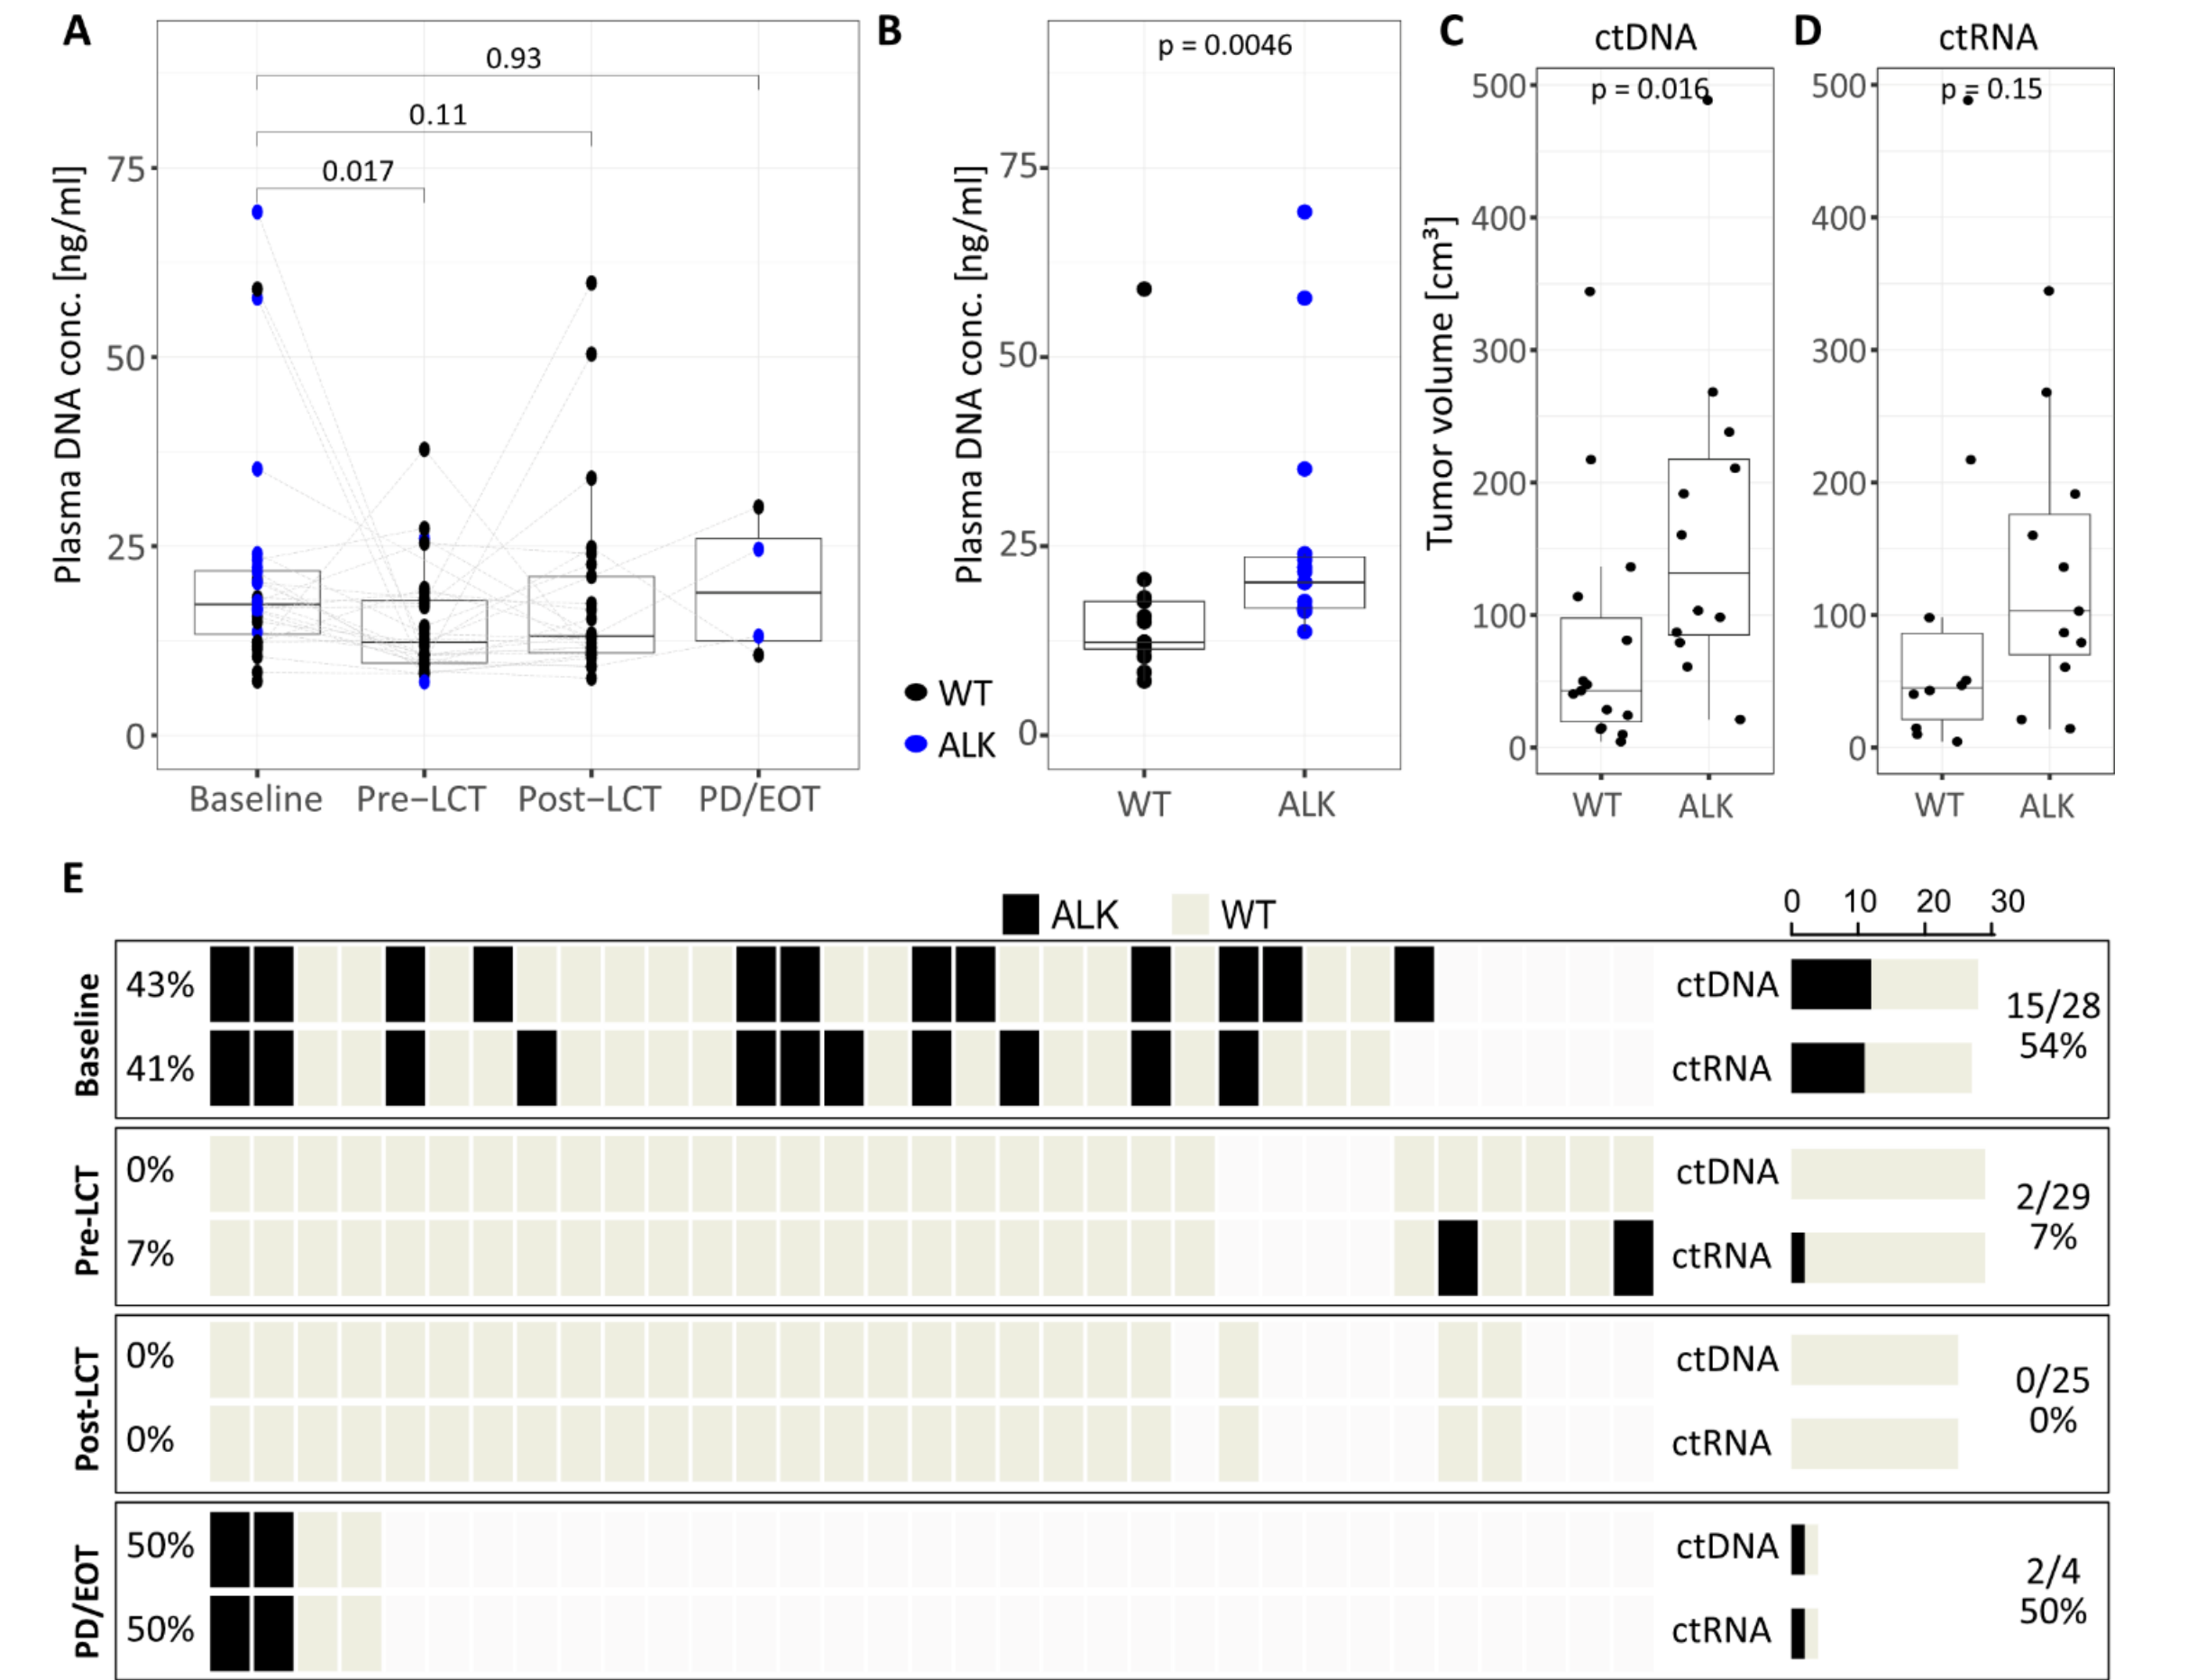 A
0.93
0.11
0.017
Plasma DNA conc. [ng/ml]
75
50
25
0
Baseline Pre−LCT Post−LCT PD/EOT
WT
ALK
B
p = 0.0046
Plasma DNA conc. [ng/ml]
75
50
25
0
WT ALK
C
ctDNA
p = 0.016
Tumor volume [cm³]
500
400
300
200
100
0
WT ALK
D
ctRNA
p = 0.15
500
400
300
200
100
0
WT ALK
E
ALK WT
0 10 20 30
Baseline
43% ctDNA
41% ctRNA
15/28
54%
Pre-LCT
0% ctDNA
7% ctRNA
2/29
7%
Post-LCT
0% ctDNA
0% ctRNA
0/25
0%
PD/EOT
50% ctDNA
50% ctRNA
2/4
50%